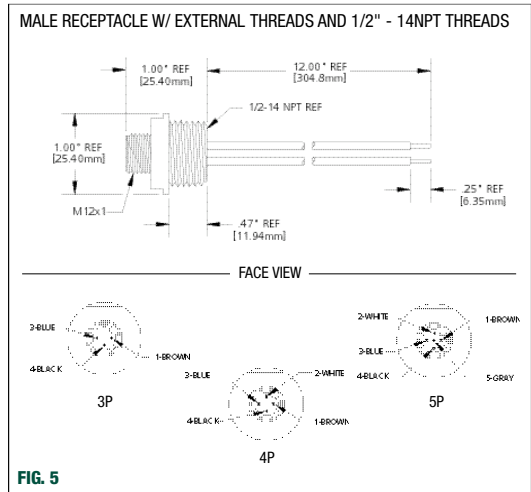 MALE RECEPTACLE W/ EXTERNAL THREADS AND 1/2" - 14NPT THREADS
1.00" REF
[25.40mm]
12.00" REF
[304.8mm]
1/2-14 NPT REF
1.00" REF
[25.40mm]
M12x1
.47" REF
[11.94mm]
.25" REF
[6.35mm]
FACE VIEW
3-BLUE
4-BLACK
1-BROWN
3P
3-BLUE
2-WHITE
4-BLACK
1-BROWN
4P
2-WHITE
1-BROWN
3-BLUE
4-BLACK
5-GRAY
5P
FIG. 5